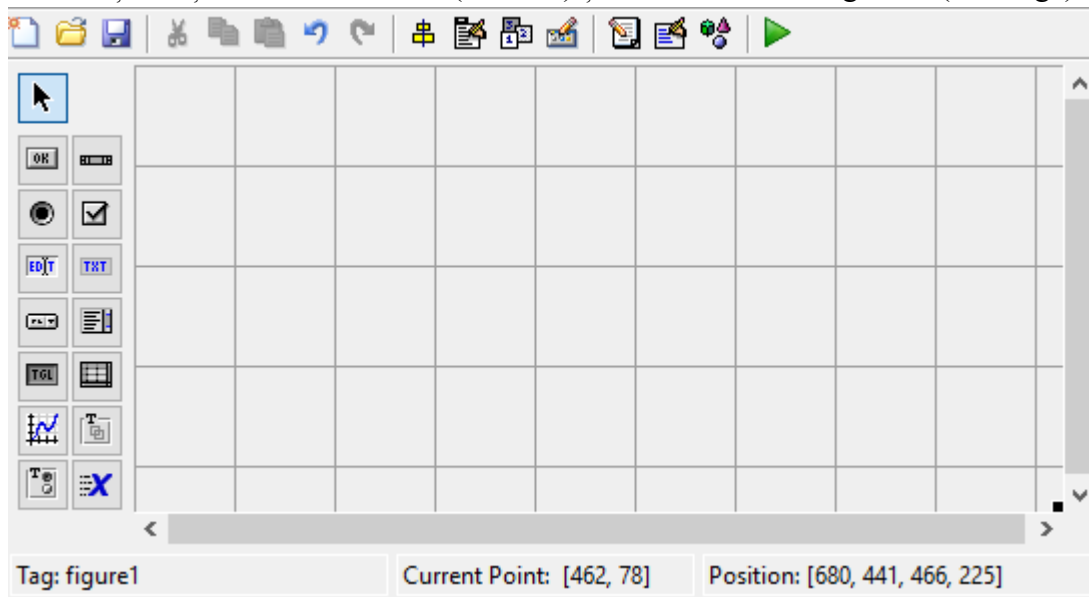 OK
EDIT TXT
TGL
T
T
X
Tag: figure1 Current Point: [462, 78] Position: [680, 441, 466, 225]